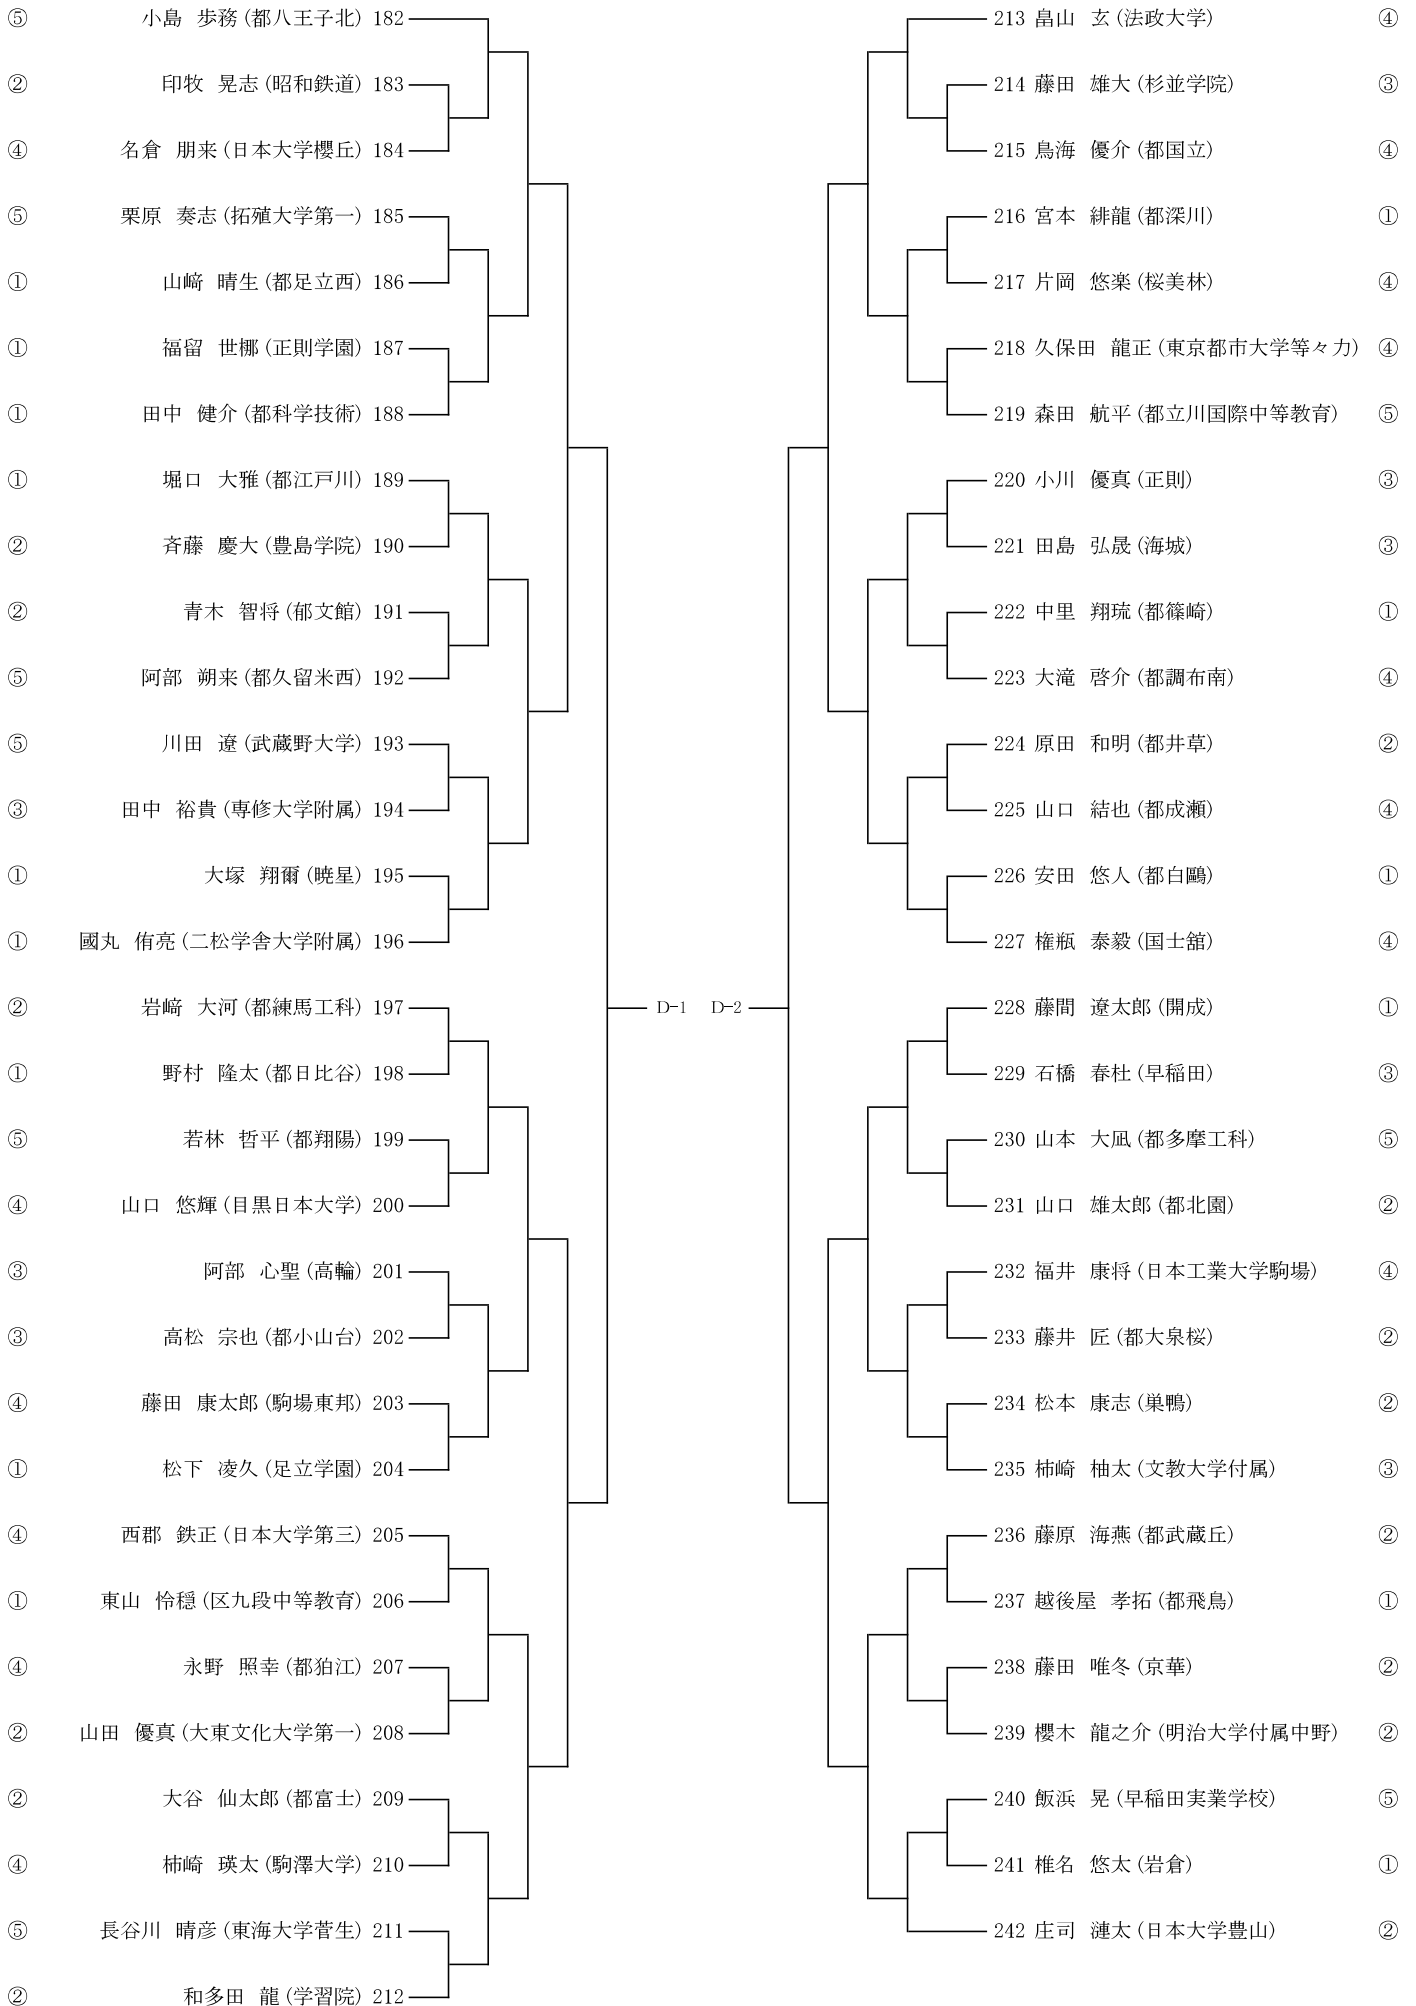 ⑤ 小島 歩務 (都八王子北) 182
② 印牧 晃志 (昭和鉄道) 183
④ 名倉 朋来 (日本大学櫻丘) 184
⑤ 栗原 奏志 (拓殖大学第一) 185
① 山﨑 晴生 (都足立西) 186
① 福留 世梛 (正則学園) 187
① 田中 健介 (都科学技術) 188
① 堀口 大雅 (都江戸川) 189
② 斉藤 慶大 (豊島学院) 190
② 青木 智将 (郁文館) 191
⑤ 阿部 朔来 (都久留米西) 192
⑤ 川田 遼 (武蔵野大学) 193
③ 田中 裕貴 (専修大学附属) 194
① 大塚 翔爾 (暁星) 195
① 國丸 侑亮 (二松学舎大学附属) 196
② 岩﨑 大河 (都練馬工科) 197
① 野村 隆太 (都日比谷) 198
⑤ 若林 哲平 (都翔陽) 199
④ 山口 悠輝 (目黒日本大学) 200
③ 阿部 心聖 (高輪) 201
③ 高松 宗也 (都小山台) 202
④ 藤田 康太郎 (駒場東邦) 203
① 松下 凌久 (足立学園) 204
④ 西郡 鉄正 (日本大学第三) 205
① 東山 怜穏 (区九段中等教育) 206
④ 永野 照幸 (都狛江) 207
② 山田 優真 (大東文化大学第一) 208
② 大谷 仙太郎 (都富士) 209
④ 柿崎 瑛太 (駒澤大学) 210
⑤ 長谷川 晴彦 (東海大学菅生) 211
② 和多田 龍 (学習院) 212
D-1 D-2
213 畠山 玄 (法政大学) ④
214 藤田 雄大 (杉並学院) ③
215 鳥海 優介 (都国立) ④
216 宮本 緋龍 (都深川) ①
217 片岡 悠楽 (桜美林) ④
218 久保田 龍正 (東京都市大学等々力) ④
219 森田 航平 (都立川国際中等教育) ⑤
220 小川 優真 (正則) ③
221 田島 弘晟 (海城) ③
222 中里 翔琉 (都篠崎) ①
223 大滝 啓介 (都調布南) ④
224 原田 和明 (都井草) ②
225 山口 結也 (都成瀬) ④
226 安田 悠人 (都白鷗) ①
227 権瓶 泰毅 (国士舘) ④
228 藤間 遼太郎 (開成) ①
229 石橋 春杜 (早稲田) ③
230 山本 大凪 (都多摩工科) ⑤
231 山口 雄太郎 (都北園) ②
232 福井 康将 (日本工業大学駒場) ④
233 藤井 匠 (都大泉桜) ②
234 松本 康志 (巣鴨) ②
235 柿崎 柚太 (文教大学付属) ③
236 藤原 海燕 (都武蔵丘) ②
237 越後屋 孝拓 (都飛鳥) ①
238 藤田 唯冬 (京華) ②
239 櫻木 龍之介 (明治大学付属中野) ②
240 飯浜 晃 (早稲田実業学校) ⑤
241 椎名 悠太 (岩倉) ①
242 庄司 漣太 (日本大学豊山) ②